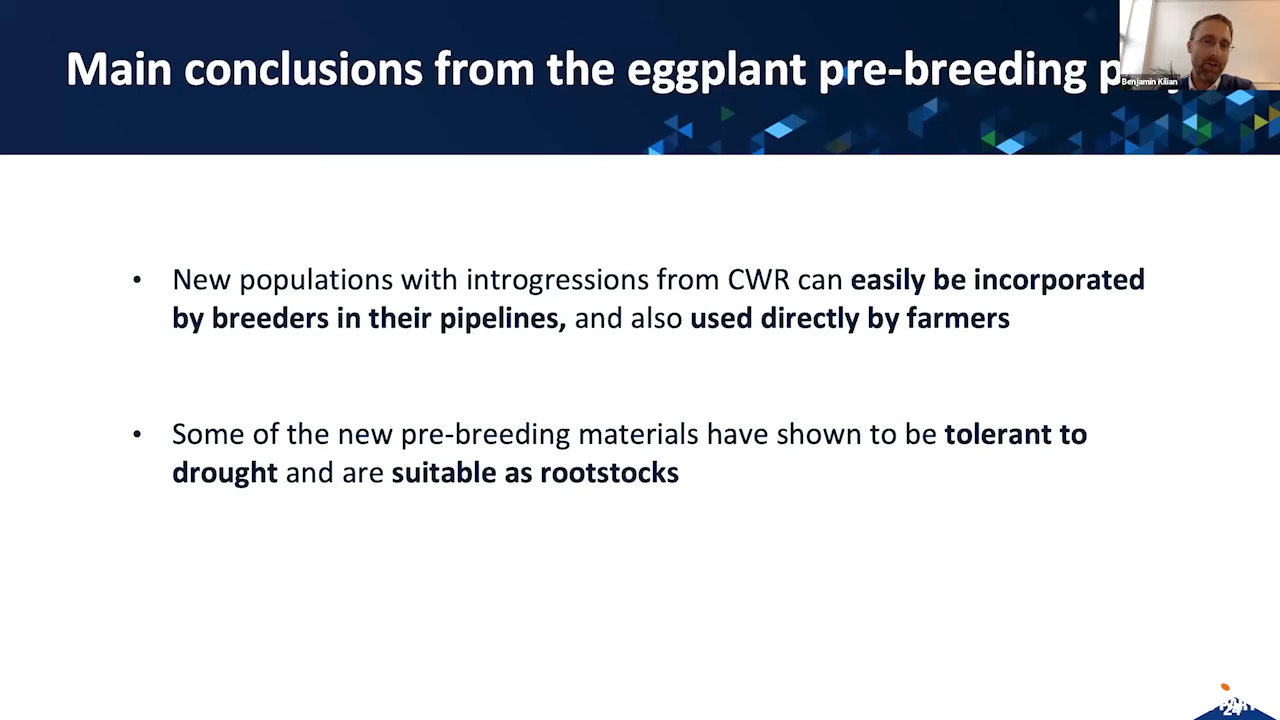 Main conclusions from the eggplant pre-breeding
Benjamin Kilian
• New populations with introgressions from CWR can easily be incorporated
by breeders in their pipelines, and also used directly by farmers
• Some of the new pre-breeding materials have shown to be tolerant to
drought and are suitable as rootstocks
24